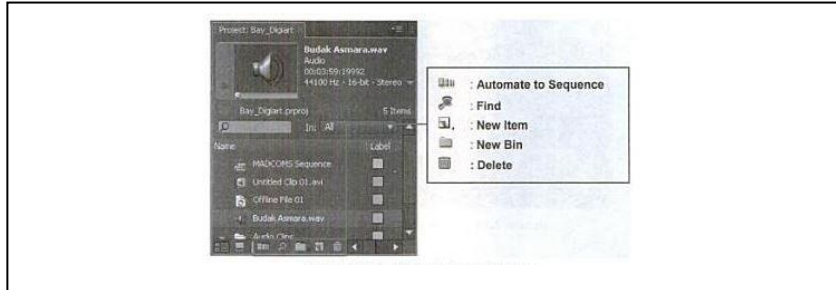 Project: Bay_Digiart
Budak Asmara.wav
Audio
00:03:59:19992
44100 Hz - 16-bit - Stereo
Bay_Digiart.prproj
5 Items
In: All
Name
Label
MADCOMS Sequence
Untitled Clip 01.avi
Offline File 01
Budak Asmara.wav
Audio Clips
: Automate to Sequence
: Find
: New Item
: New Bin
: Delete